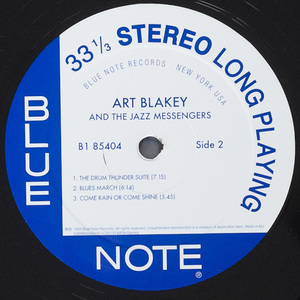 33 1/3 STEREO LONG PLAYING
BLUE NOTE RECORDS NEW YORK USA
ART BLAKEY
AND THE JAZZ MESSENGERS
B1 85404 Side 2
1. THE DRUM THUNDER SUITE (7:15)
2. BLUES MARCH (6:14)
3. COME RAIN OR COME SHINE (5:45)
BLUE
NOTE®